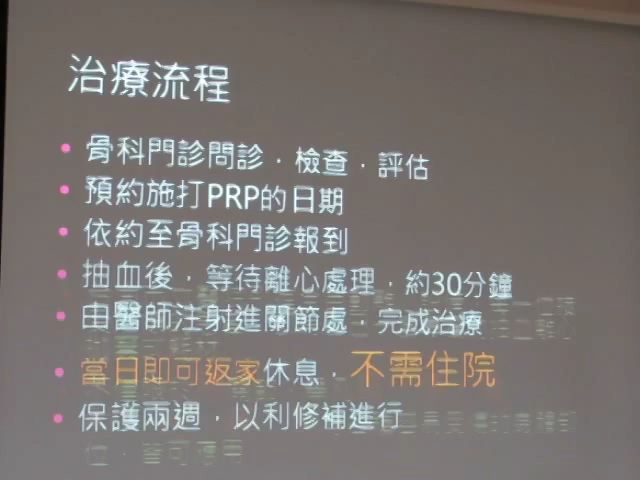 治療流程
• 骨科門診問診，檢查，評估
• 預約施打PRP的日期
• 依約至骨科門診報到
• 抽血後，等待離心處理，約30分鐘
• 由醫師注射進關節處，完成治療
• 當日即可返家休息，不需住院
• 保護兩週，以利修補進行